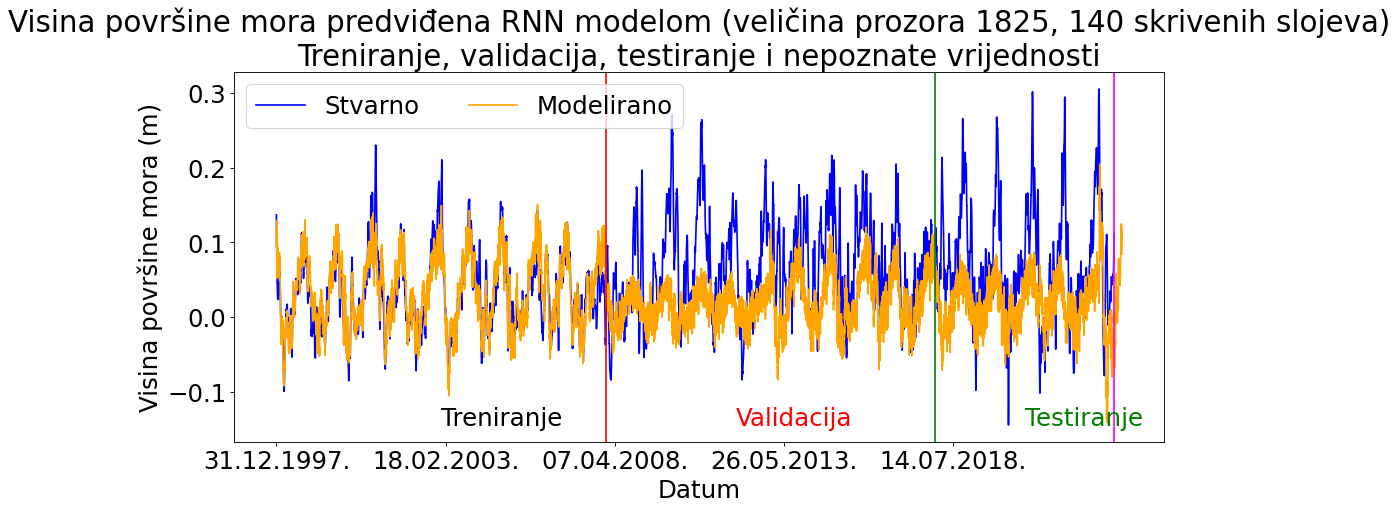 Visina površine mora predviđena RNN modelom (veličina prozora 1825, 140 skrivenih slojeva)
Treniranje, validacija, testiranje i nepoznate vrijednosti
Stvarno Modelirano
Visina površine mora (m)
0.3
0.2
0.1
0.0
−0.1
Treniranje Validacija Testiranje
31.12.1997. 18.02.2003. 07.04.2008. 26.05.2013. 14.07.2018.
Datum